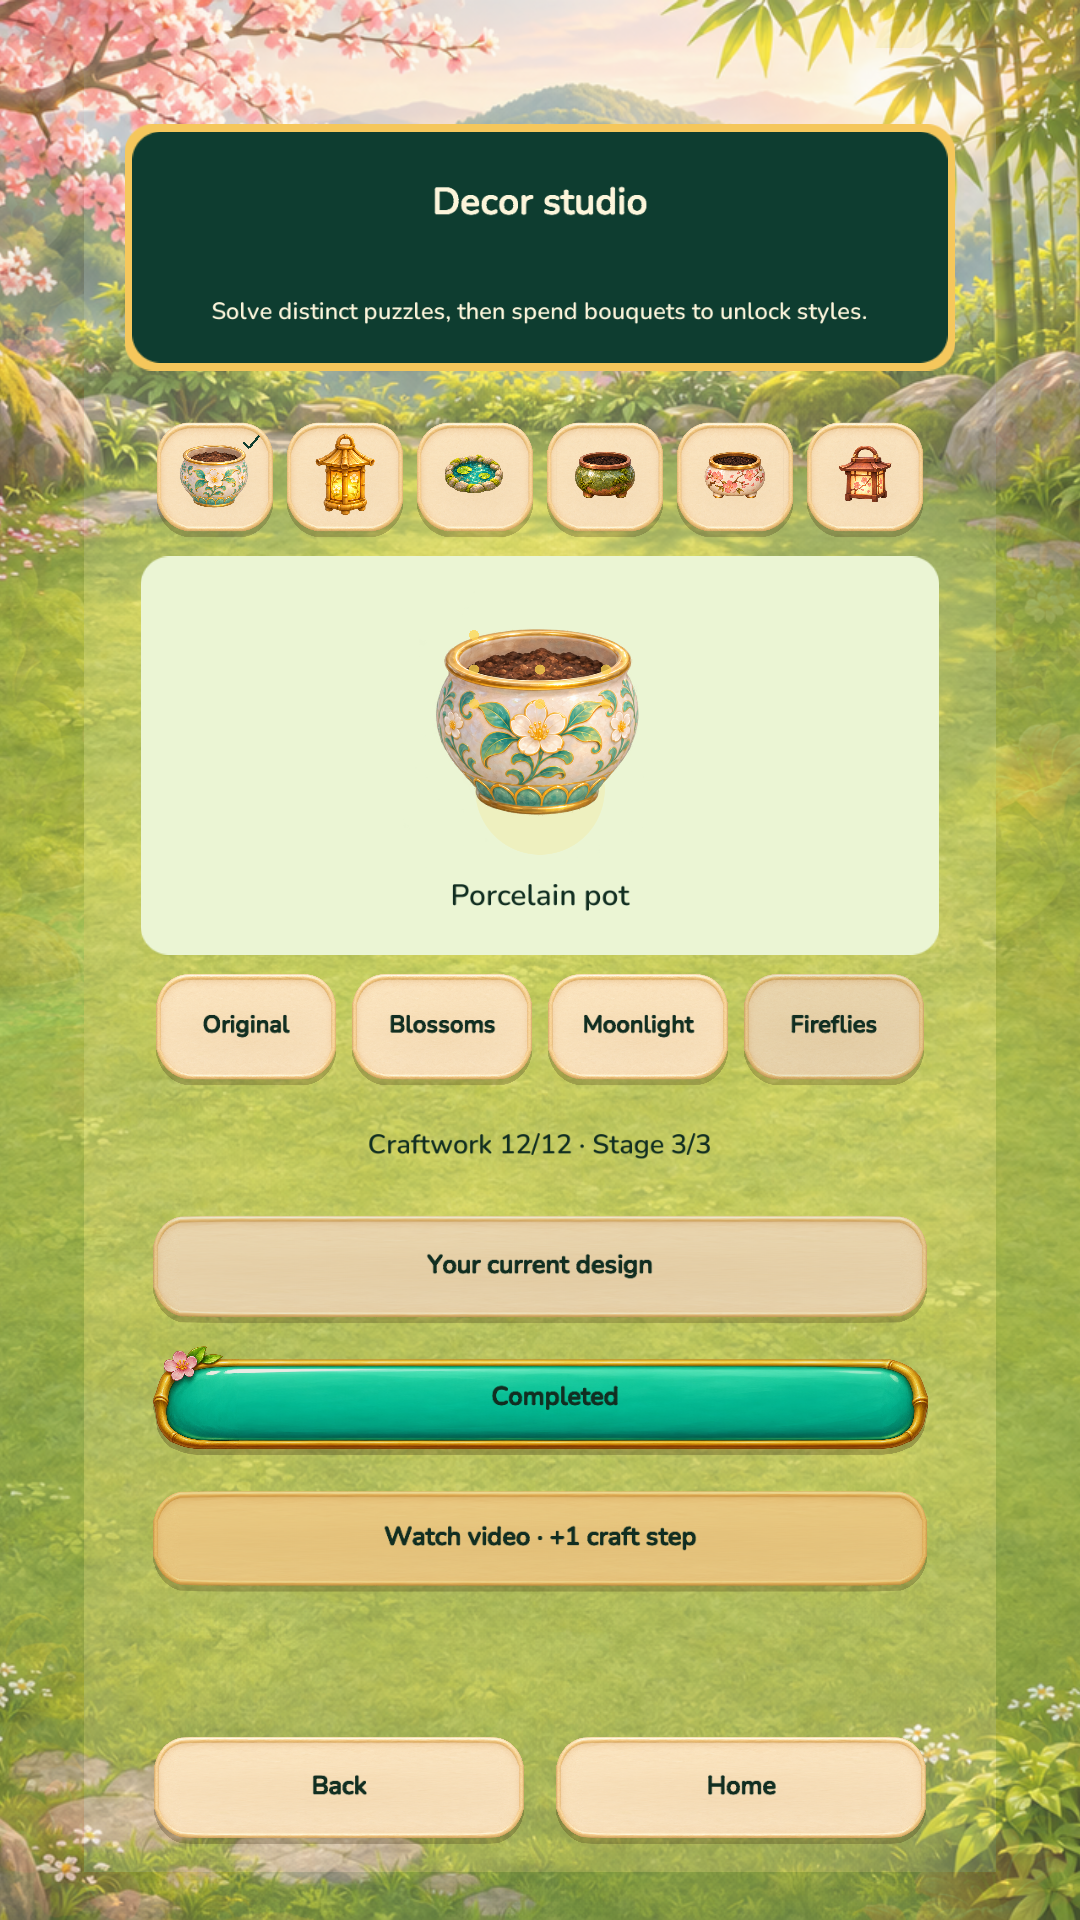 Decor studio
Solve distinct puzzles, then spend bouquets to unlock styles.
Porcelain pot
Original
Blossoms
Moonlight
Fireflies
Craftwork 12/12 · Stage 3/3
Your current design
Completed
Watch video · +1 craft step
Back
Home